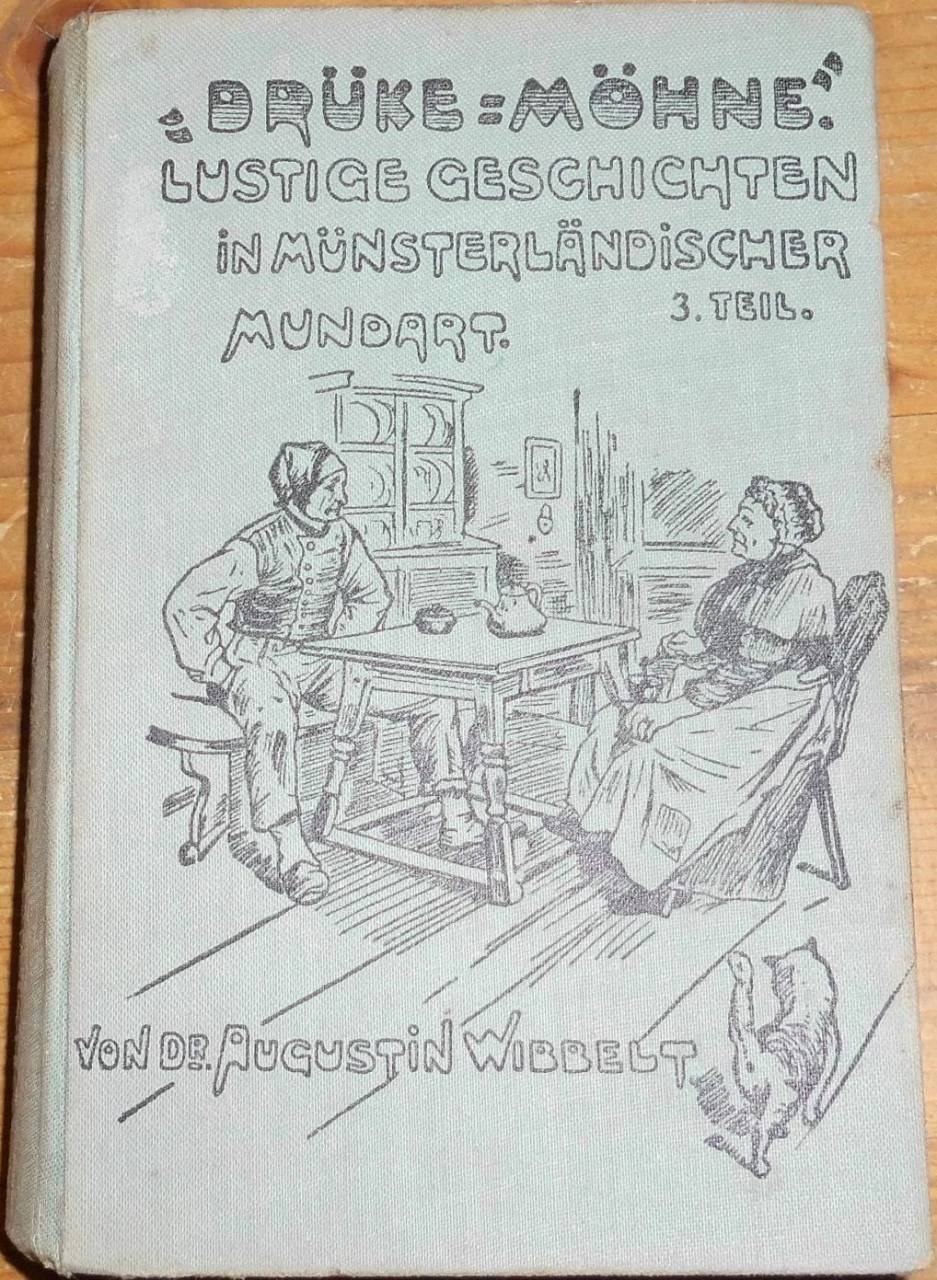 „DRÜKE=MÖHNE.”
LUSTIGE GESCHICHTEN
iN MÜNSTERLÄNDiSCHER
MUNDART.
3. TEIL.
VON DR. AUGUSTiN WIBBELT